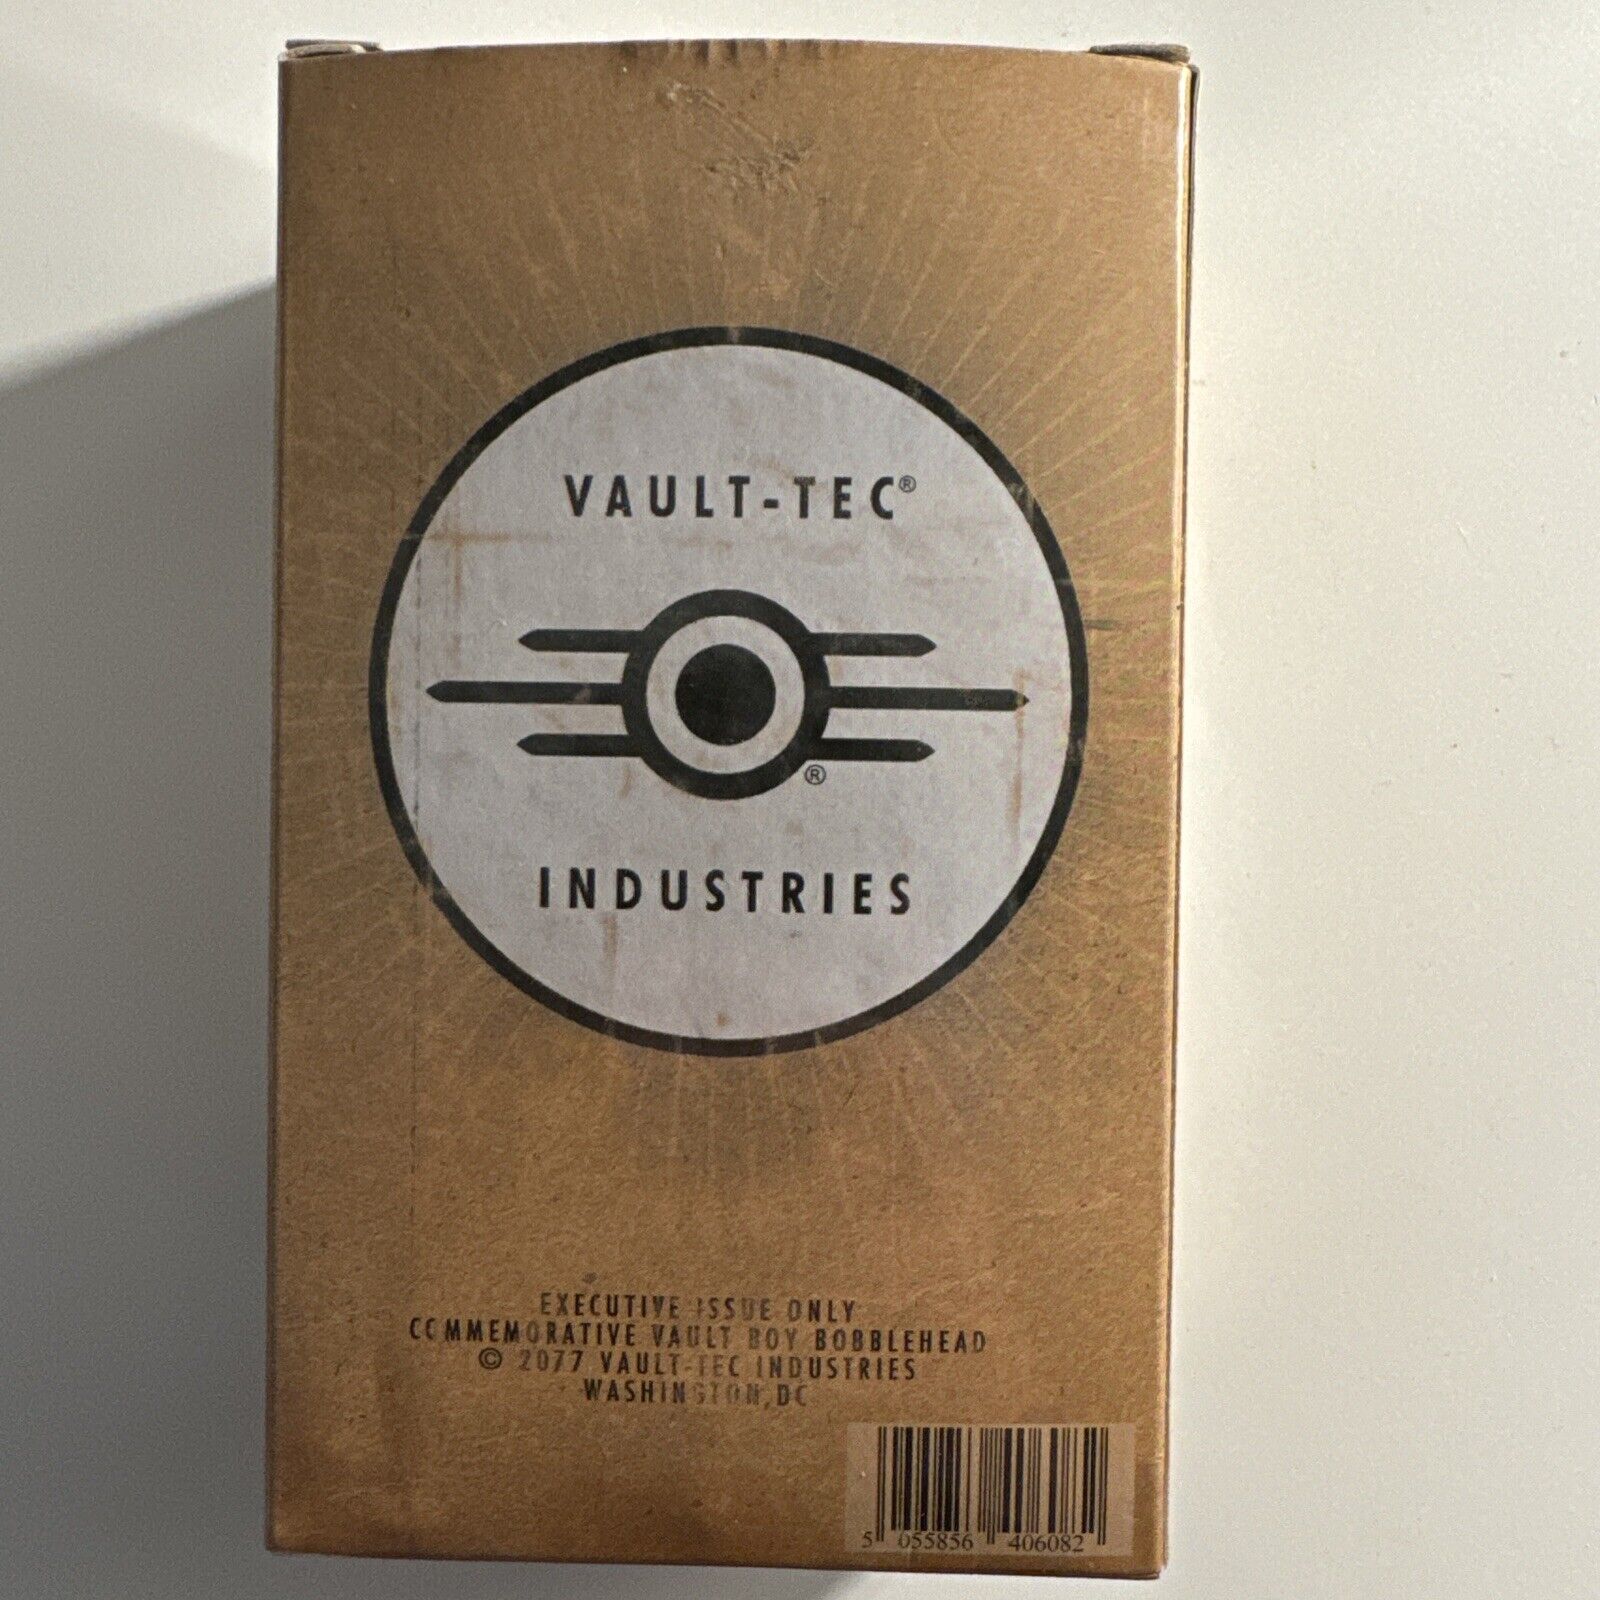 VAULT-TEC®
®
INDUSTRIES
EXECUTIVE ISSUE ONLY
COMMEMORATIVE VAULT BOY BOBBLEHEAD
© 2077 VAULT-TEC INDUSTRIES
WASHINGTON, DC
5 055856 406082